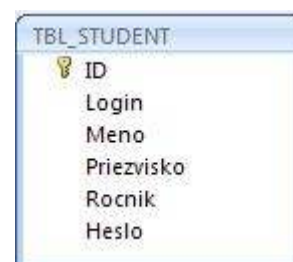 TBL_STUDENT
ID
Login
Meno
Priezvisko
Rocnik
Heslo